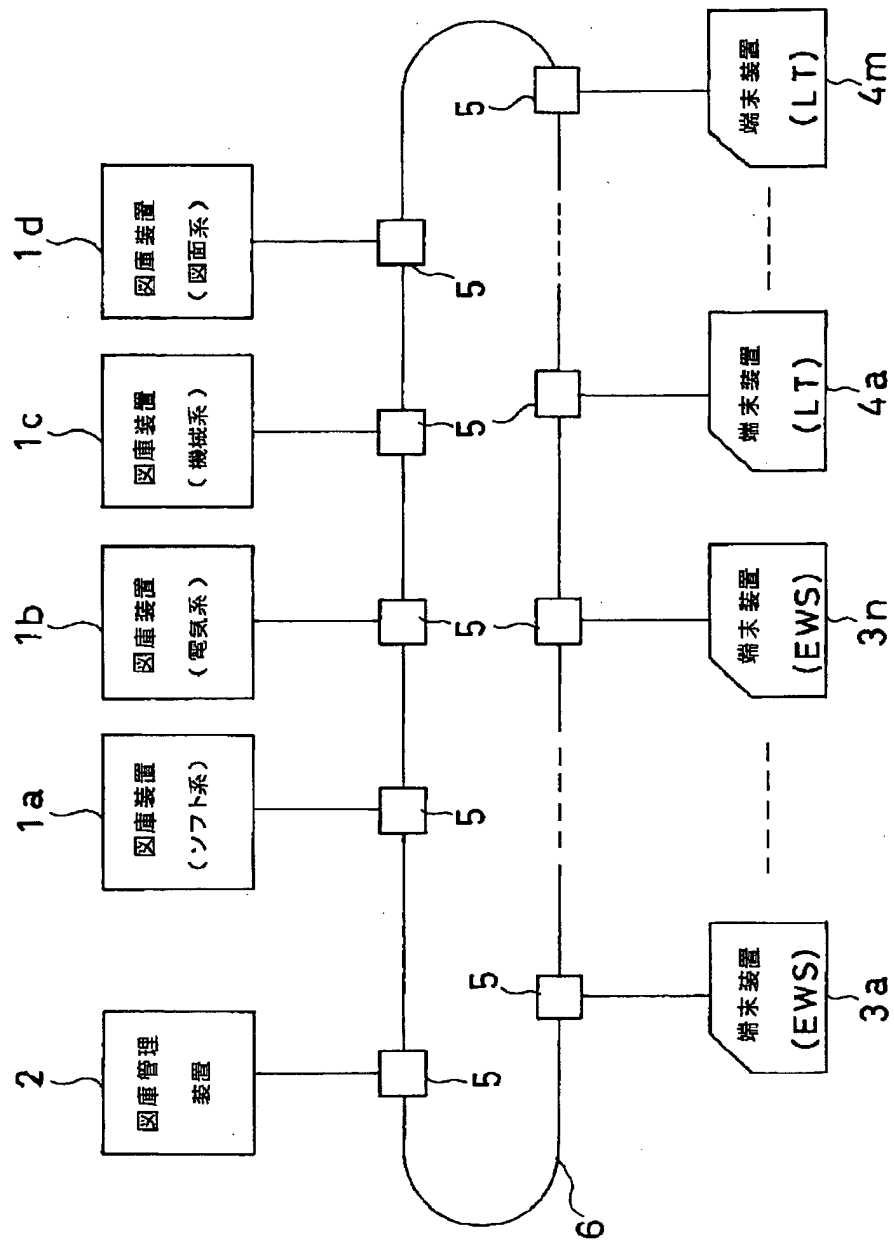 2
1a
1b
1c
1d
図庫管理
装置
図庫装置
(ソフト系)
図庫装置
(電気系)
図庫装置
(機械系)
図庫装置
(図面系)
5
5
5
5
5
5
5
5
5
6
端末装置
(EWS)
端末装置
(EWS)
端末装置
(LT)
端末装置
(LT)
3a
3n
4a
4m